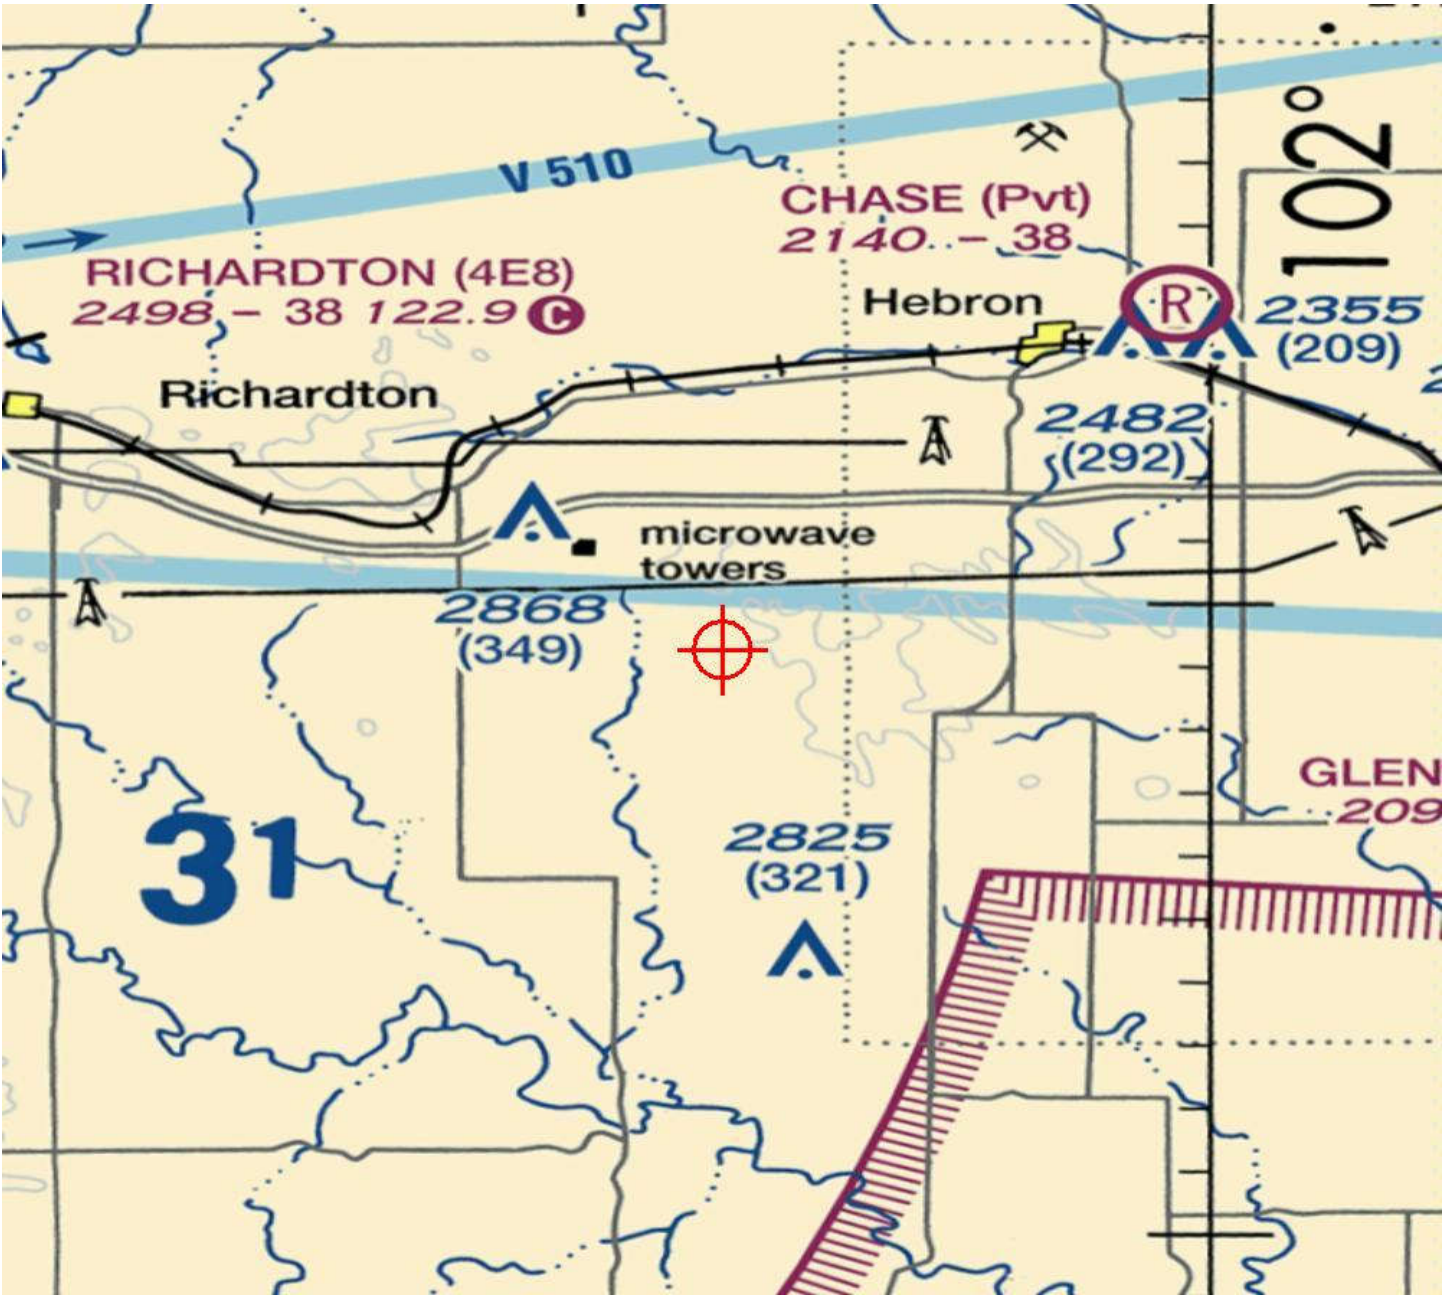 102°
V 510
CHASE (Pvt)
2140 - 38
RICHARDTON (4E8)
2498 - 38 122.9 C
Hebron
R
2355
(209)
Richardton
2482
(292)
microwave
towers
2868
(349)
GLEN
209
31
2825
(321)